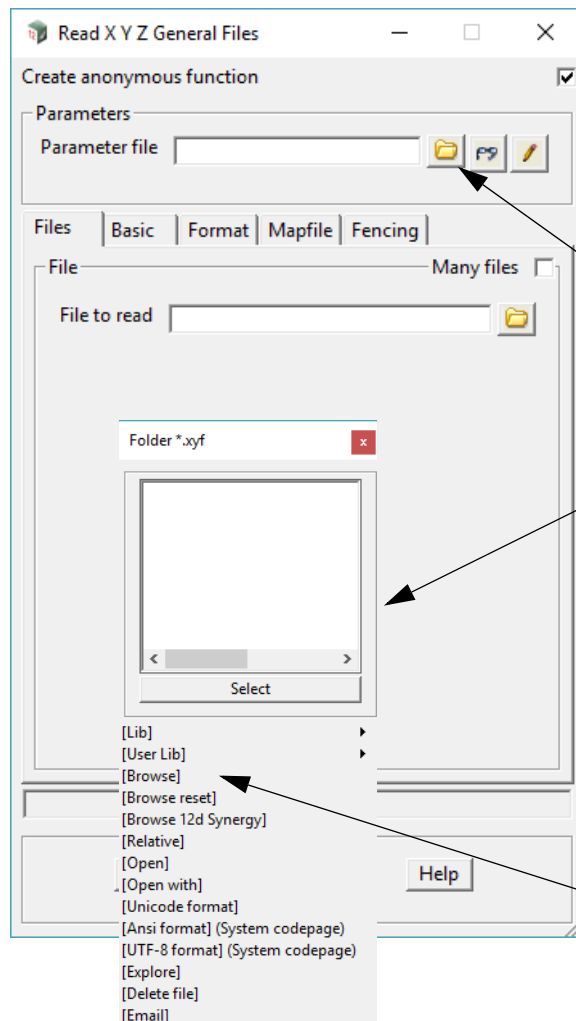 Read X Y Z General Files
Create anonymous function
Parameters
Parameter file
Files Basic Format Mapfile Fencing
File Many files
File to read
Folder *.xyf
Select
[Lib]
[User Lib]
[Browse]
[Browse reset]
[Browse 12d Synergy]
[Relative]
[Open]
Help
[Open with]
[Unicode format]
[Ansi format] (System codepage)
[UTF-8 format] (System codepage)
[Explore]
[Delete file]
[Email]